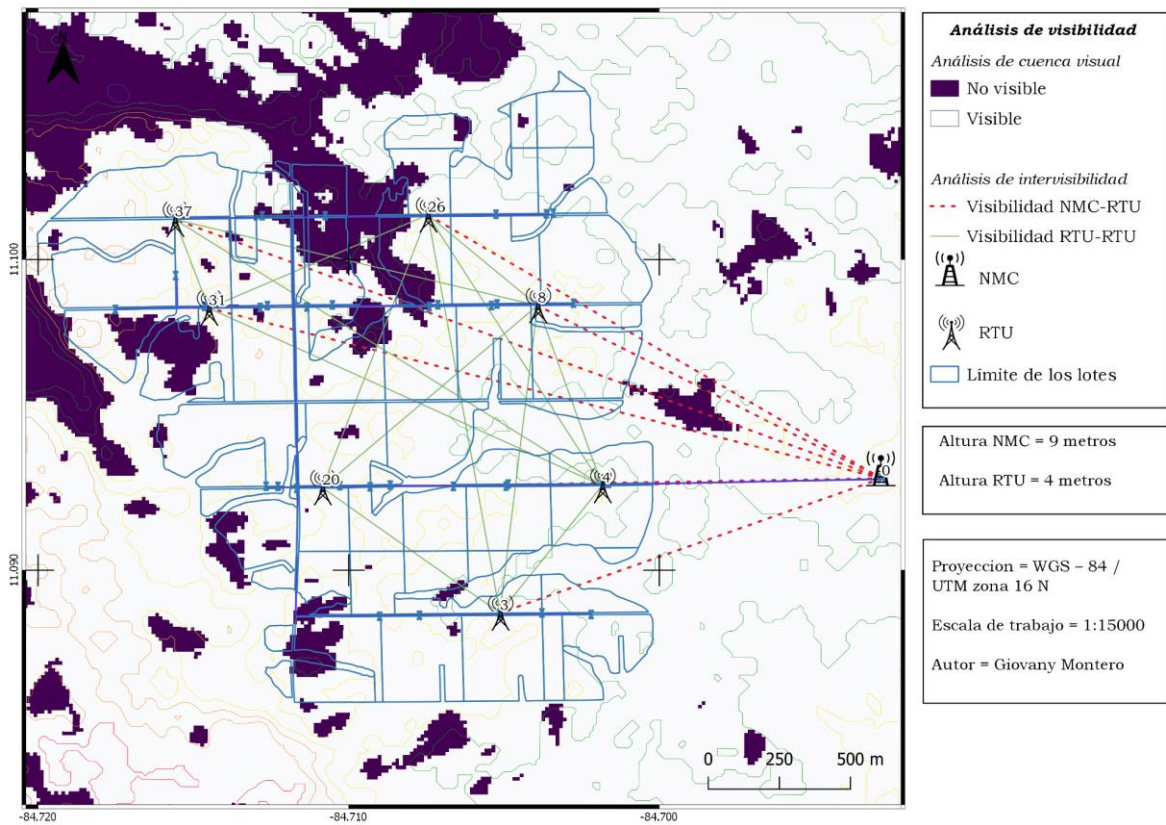 N
37
26
31
8
20
4
0
3
11.100
11.090
-84.720
-84.710
-84.700
0 250 500 m
Análisis de visibilidad
Análisis de cuenca visual
No visible
Visible
Análisis de intervisibilidad
Visibilidad NMC-RTU
Visibilidad RTU-RTU
NMC
RTU
Límite de los lotes
Altura NMC = 9 metros
Altura RTU = 4 metros
Proyeccion = WGS – 84 /
UTM zona 16 N
Escala de trabajo = 1:15000
Autor = Giovany Montero